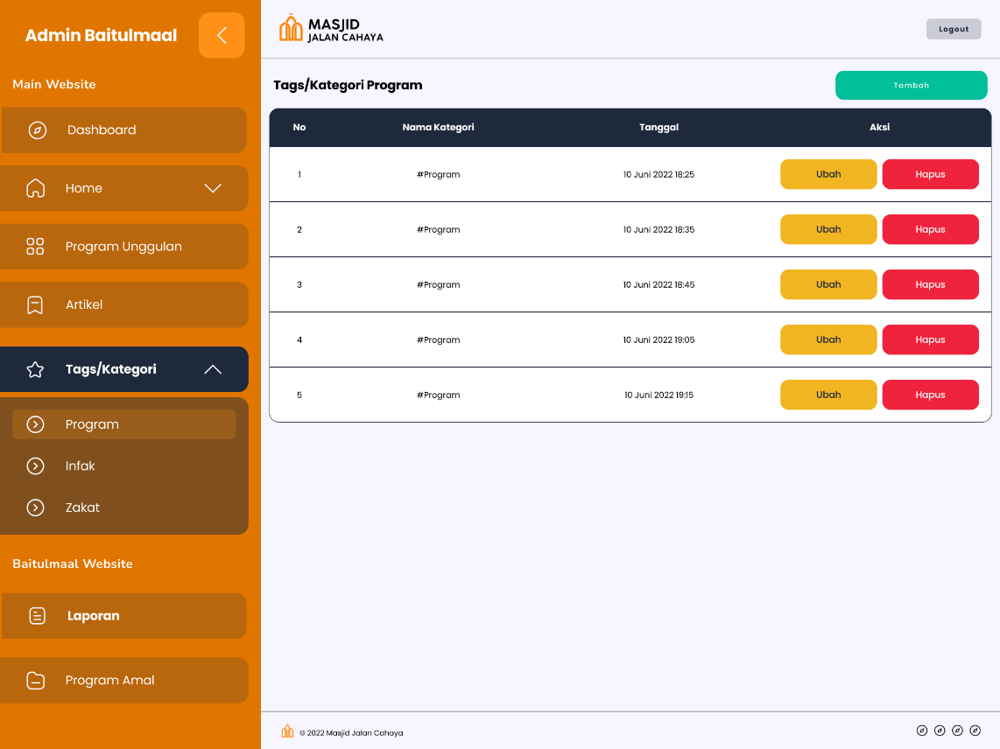 Admin Baitulmaal
Main Website
Dashboard
Home
Program Unggulan
Artikel
Tags/Kategori
Program
Infak
Zakat
Baitulmaal Website
Laporan
Program Amal
MASJID
JALAN CAHAYA
Logout
Tags/Kategori Program
Tambah
No Nama Kategori Tanggal Aksi
1 #Program 10 Juni 2022 18:25 Ubah Hapus
2 #Program 10 Juni 2022 18:35 Ubah Hapus
3 #Program 10 Juni 2022 18:45 Ubah Hapus
4 #Program 10 Juni 2022 19:05 Ubah Hapus
5 #Program 10 Juni 2022 19:15 Ubah Hapus
© 2022 Masjid Jalan Cahaya